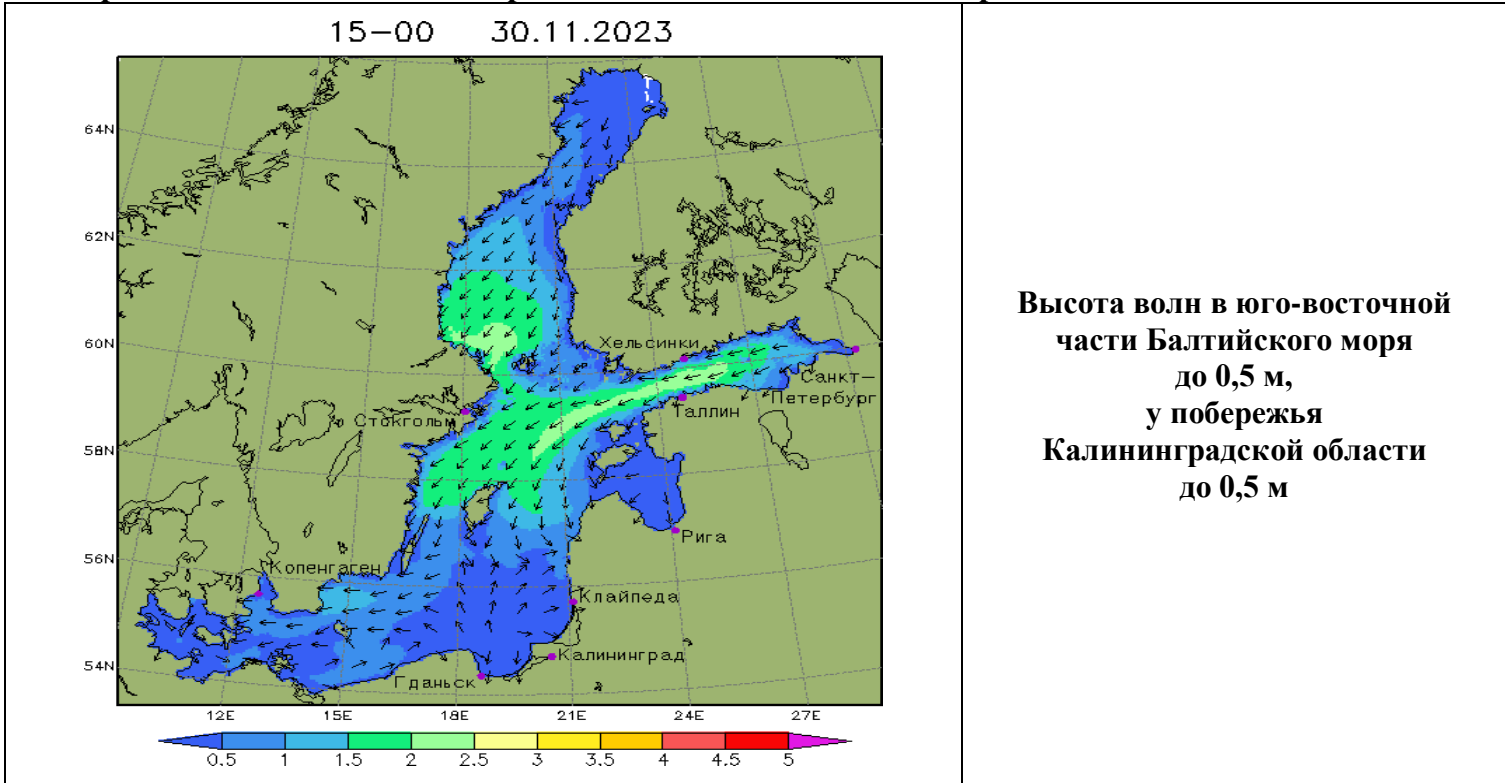 15-00 30.11.2023
64N
62N
60N
58N
56N
54N
Хельсинки
Санкт-
Петербург
Таллин
Стокгольм
Рига
Копенгаген
Клайпеда
Калининград
Гданьск
12E 15E 18E 21E 24E 27E
0.5 1 1.5 2 2.5 3 3.5 4 4.5 5
Высота волн в юго-восточной
части Балтийского моря
до 0,5 м,
у побережья
Калининградской области
до 0,5 м